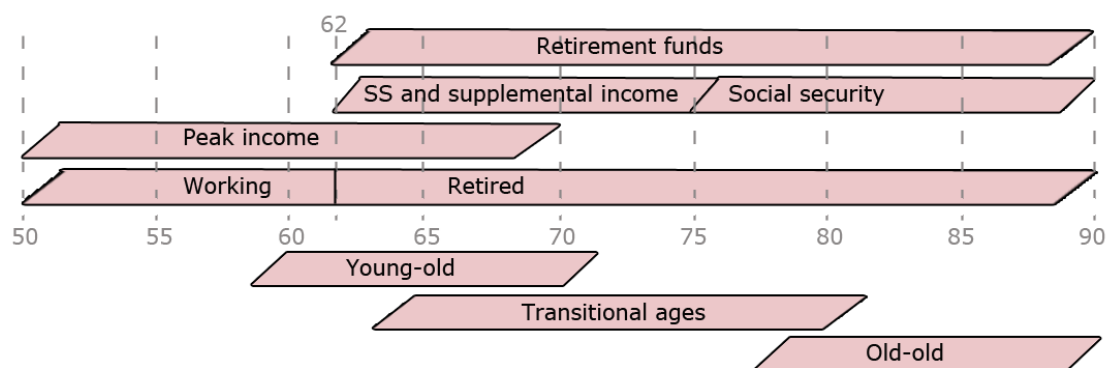 62
Retirement funds
SS and supplemental income Social security
Peak income
Working Retired
50 55 60 65 70 75 80 85 90
Young-old
Transitional ages
Old-old